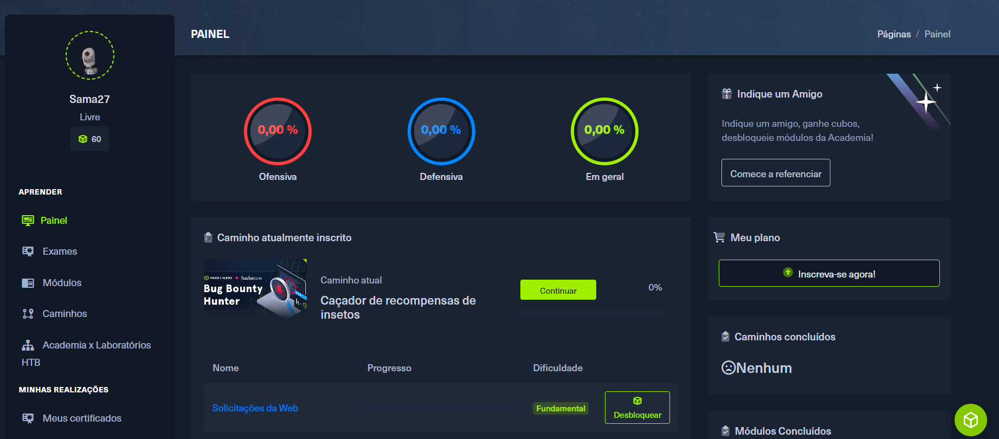 Sama27
Livre
60
APRENDER
Painel
Exames
Módulos
Caminhos
Academia x Laboratórios
HTB
MINHAS REALIZAÇÕES
Meus certificados
PAINEL
Páginas / Painel
0,00 %
Ofensiva
0,00 %
Defensiva
0,00 %
Em geral
Caminho atualmente inscrito
HACKTHEBOX + hackerone
Bug Bounty
Hunter
Caminho atual
Caçador de recompensas de
insetos
Continuar
0%
Nome Progresso Dificuldade
Solicitações da Web
Fundamental
Desbloquear
Indique um Amigo
Indique um amigo, ganhe cubos,
desbloqueie módulos da Academia!
Comece a referenciar
Meu plano
Inscreva-se agora!
Caminhos concluídos
Nenhum
Módulos Concluídos